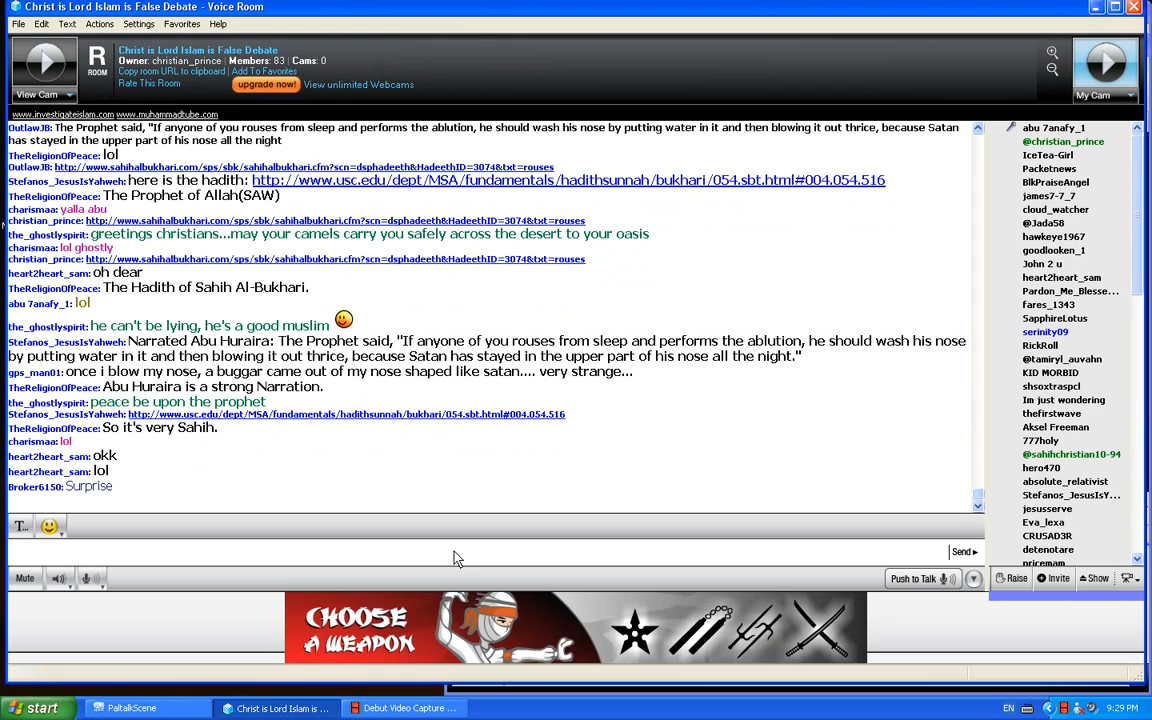 Christ is Lord Islam is False Debate - Voice Room
File Edit Text Actions Settings Favorites Help
Christ is Lord Islam is False Debate
R
ROOM
Owner: christian_prince | Members: 83 | Cams: 0
Copy room URL to clipboard | Add To Favorites
Rate This Room
upgrade now! View unlimited Webcams
View Cam
My Cam
www.investigateislam.com www.muhammadtube.com
OutlawJB: The Prophet said, "If anyone of you rouses from sleep and performs the ablution, he should wash his nose by putting water in it and then blowing it out thrice, because Satan
has stayed in the upper part of his nose all the night
TheReligionOfPeace: lol
OutlawJB: http://www.sahihalbukhari.com/sps/sbk/sahihalbukhari.cfm?scn=dsphadeeth&HadeethID=3074&txt=rouses
Stefanos_JesusIsYahweh: here is the hadith: http://www.usc.edu/dept/MSA/fundamentals/hadithsunnah/bukhari/054.sbt.html#004.054.516
TheReligionOfPeace: The Prophet of Allah(SAW)
charismaa: yalla abu
christian_prince: http://www.sahihalbukhari.com/sps/sbk/sahihalbukhari.cfm?scn=dsphadeeth&HadeethID=3074&txt=rouses
the_ghostlyspirit: greetings christians...may your camels carry you safely across the desert to your oasis
charismaa: lol ghostly
christian_prince: http://www.sahihalbukhari.com/sps/sbk/sahihalbukhari.cfm?scn=dsphadeeth&HadeethID=3074&txt=rouses
heart2heart_sam: oh dear
TheReligionOfPeace: The Hadith of Sahih Al-Bukhari.
abu 7anafy_1: lol
the_ghostlyspirit: he can't be lying, he's a good muslim
Stefanos_JesusIsYahweh: Narrated Abu Huraira: The Prophet said, "If anyone of you rouses from sleep and performs the ablution, he should wash his nose
by putting water in it and then blowing it out thrice, because Satan has stayed in the upper part of his nose all the night."
gps_man01: once i blow my nose, a buggar came out of my nose shaped like satan.... very strange...
TheReligionOfPeace: Abu Huraira is a strong Narration.
the_ghostlyspirit: peace be upon the prophet
Stefanos_JesusIsYahweh: http://www.usc.edu/dept/MSA/fundamentals/hadithsunnah/bukhari/054.sbt.html#004.054.516
TheReligionOfPeace: So it's very Sahih.
charismaa: lol
heart2heart_sam: okk
heart2heart_sam: lol
Broker6150: Surprise
abu 7anafy_1
@christian_prince
IceTea-Girl
Packetnews
BlkPraiseAngel
james7-7_7
cloud_watcher
@Jada58
hawkeye1967
goodlooken_1
John 2 u
heart2heart_sam
Pardon_Me_Blesse...
fares_1343
SapphireLotus
serinity09
RickRoll
@tamiryl_auvahn
KID MORBID
shsoxtraspcl
Im just wondering
thefirstwave
Aksel Freeman
777holy
@sahihchristian10-94
hero470
absolute_relativist
Stefanos_JesusIsY...
jesusserve
Eva_lexa
CRUSAD3R
detenotare
pricemam
T...
Send
Mute
Push to Talk
Raise Invite Show
CHOOSE
A WEAPON
start PaltalkScene Christ is Lord Islam is ... Debut Video Capture ... EN 9:29 PM